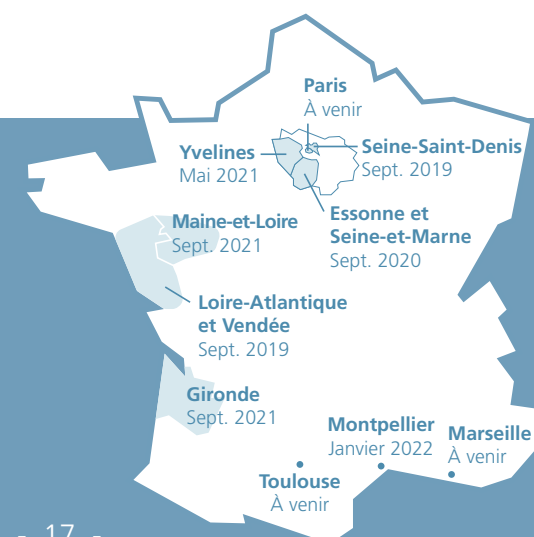 Paris
À venir
Yvelines
Mai 2021
Seine-Saint-Denis
Sept. 2019
Essonne et
Seine-et-Marne
Sept. 2020
Maine-et-Loire
Sept. 2021
Loire-Atlantique
et Vendée
Sept. 2019
Gironde
Sept. 2021
Montpellier
Janvier 2022
Marseille
À venir
Toulouse
À venir
- 17 -